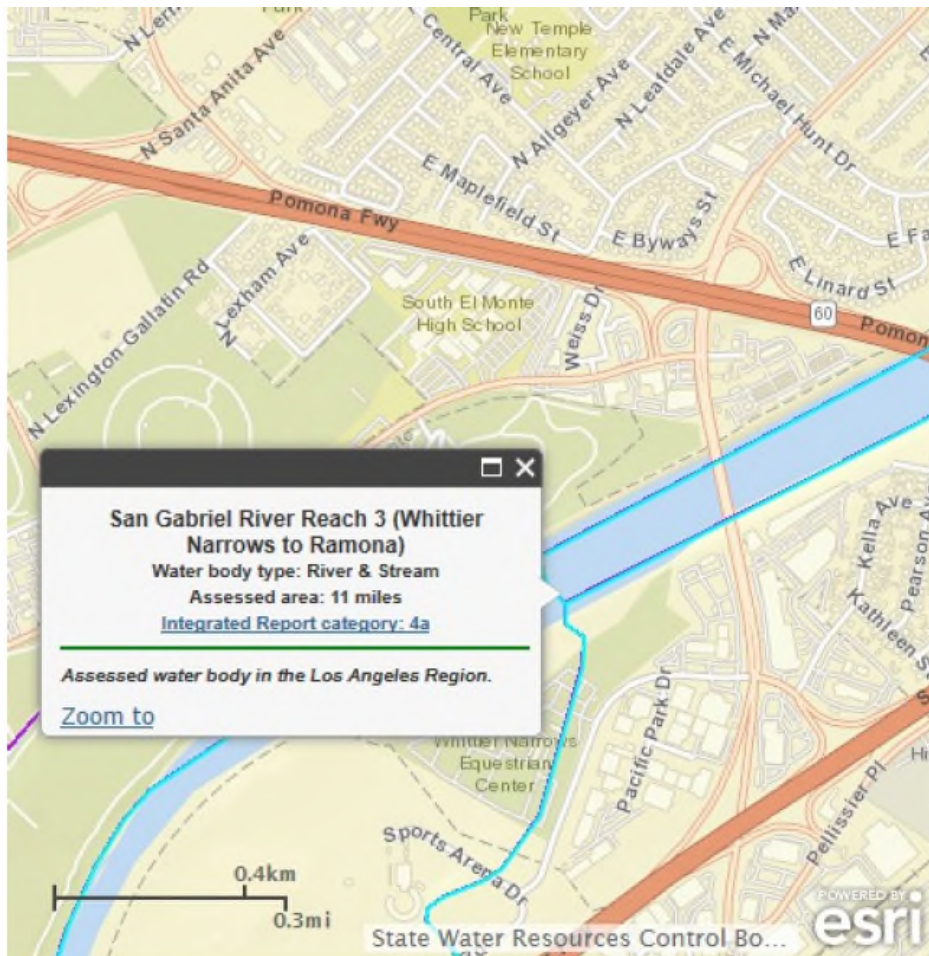 Park
N Lern
Park
New Temple
Elementary
School
N Santa Anita Ave
Central Ave
N Allgeyer Ave
N Leafdale Ave
E Michael Hunt Dr
E Maplefield St
Pomona Fwy
E Byways St
E Fa
E Linard St
N Lexham Ave
N Lexington Gallatin Rd
South El Monte
High School
Weiss Dr
60
Pomon
San Gabriel River Reach 3 (Whittier
Narrows to Ramona)
Water body type: River & Stream
Assessed area: 11 miles
Integrated Report category: 4a
Assessed water body in the Los Angeles Region.
Zoom to
Kella Ave
Pearson Ave
Kathleen S
Whittier Narrows
Equestrian
Center
Pacific Park Dr
Hi
Pellissier Pl
Sports Arena Dr
0.4km
0.3mi
POWERED BY
esri
State Water Resources Control Bo...